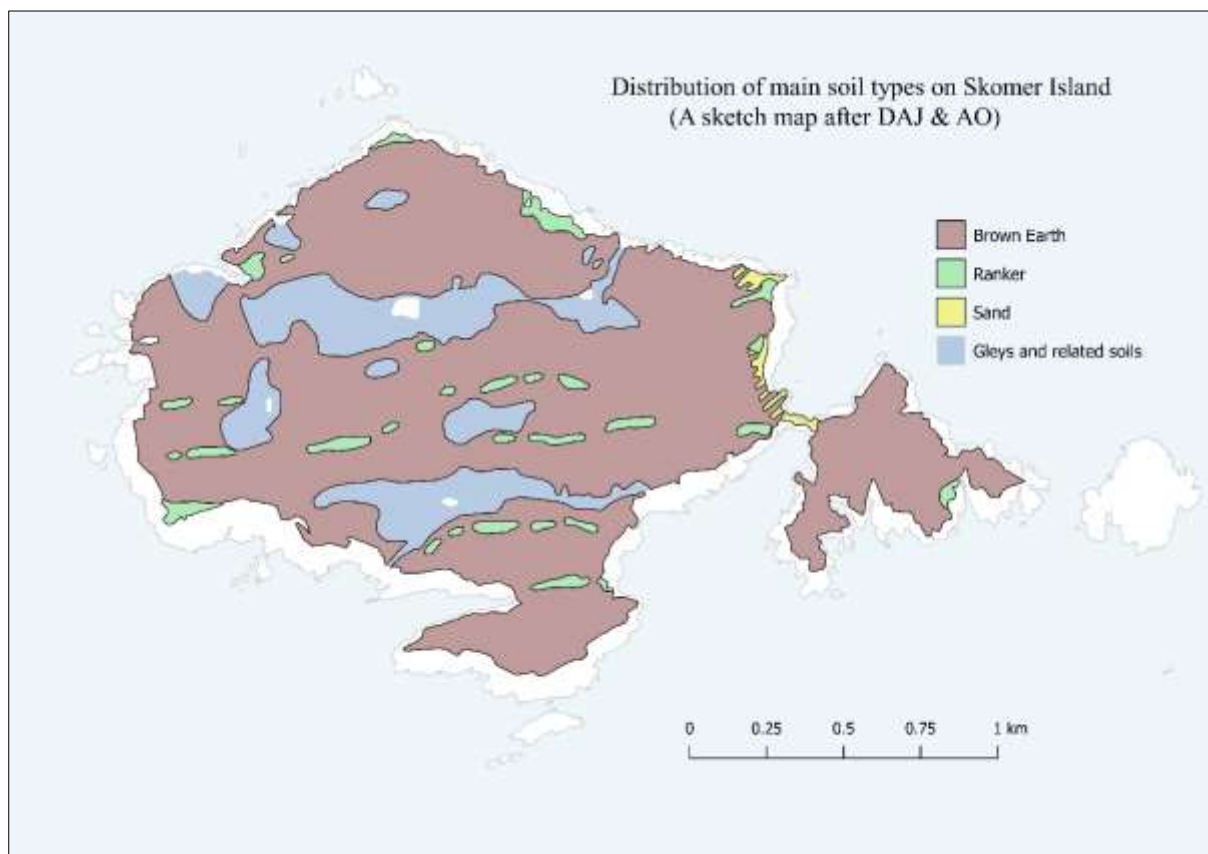 Distribution of main soil types on Skomer Island
(A sketch map after DAJ & AO)
Brown Earth
Ranker
Sand
Gleys and related soils
0 0.25 0.5 0.75 1 km